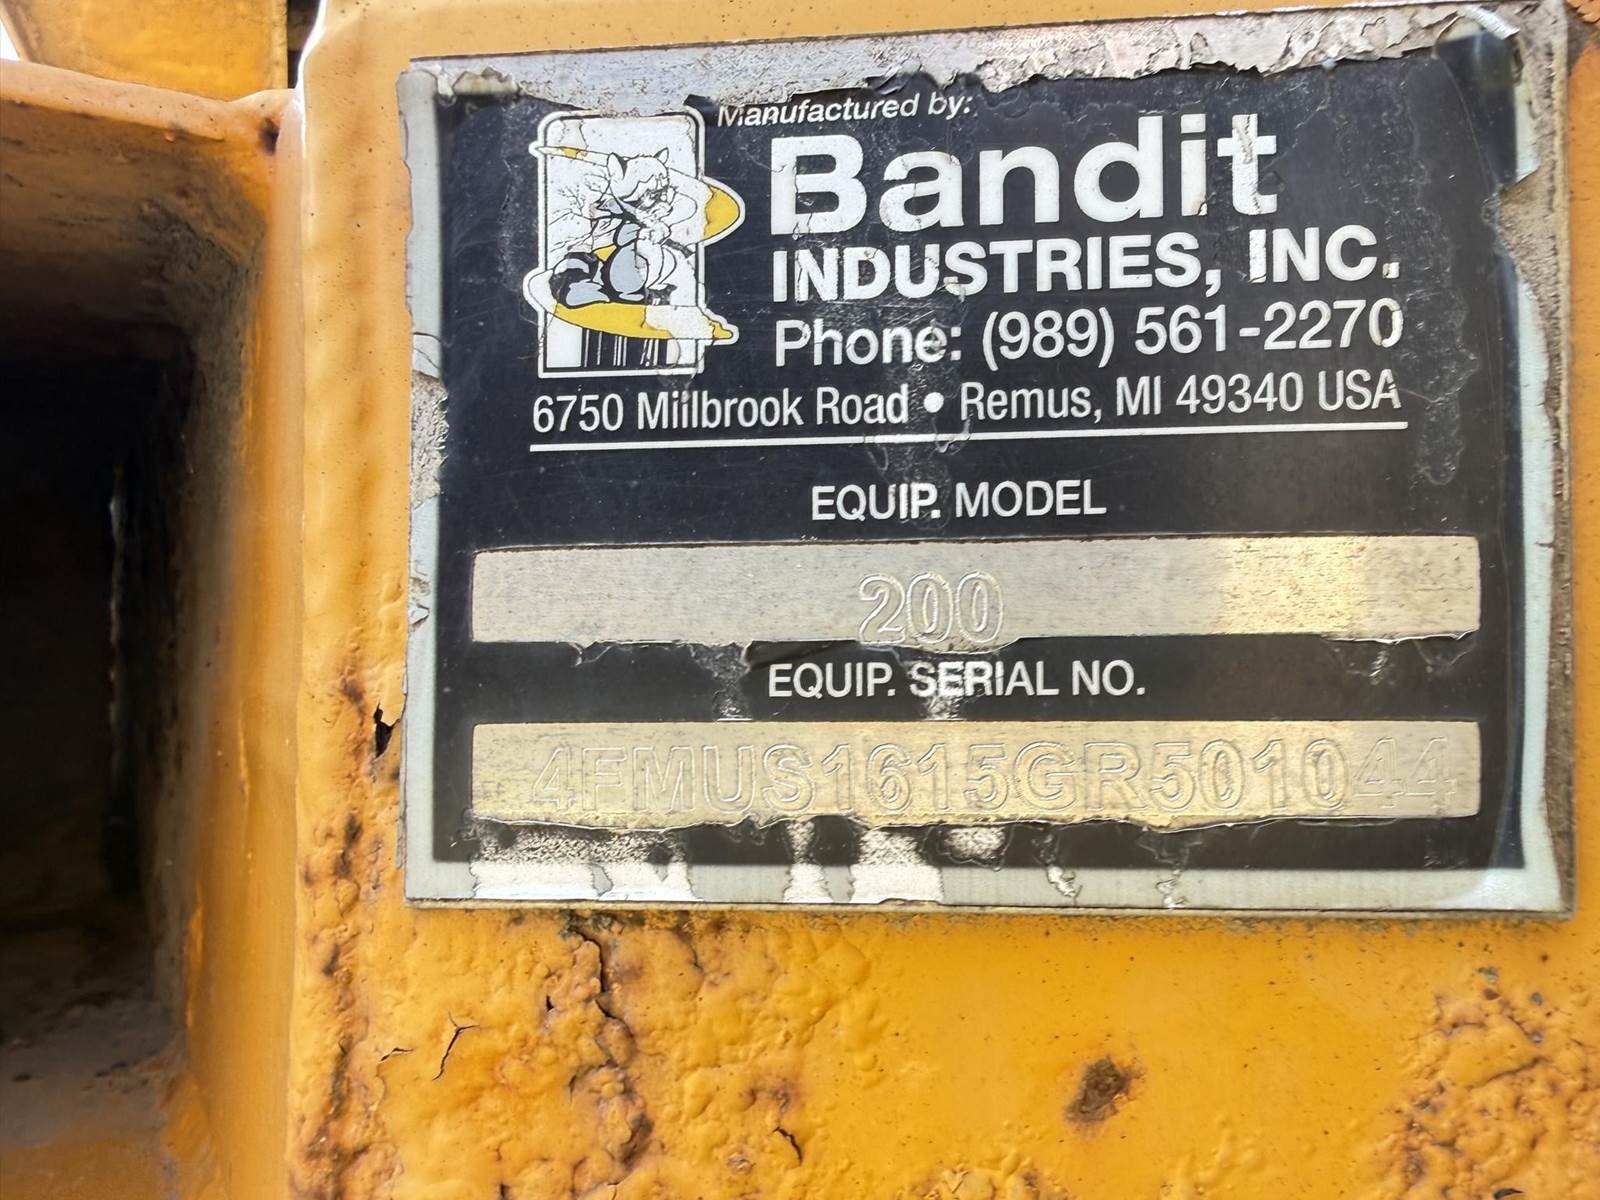 Manufactured by:
Bandit
INDUSTRIES, INC.
Phone: (989) 561-2270
6750 Millbrook Road • Remus, MI 49340 USA
EQUIP. MODEL
200
EQUIP. SERIAL NO.
4FMUS1615GR501044